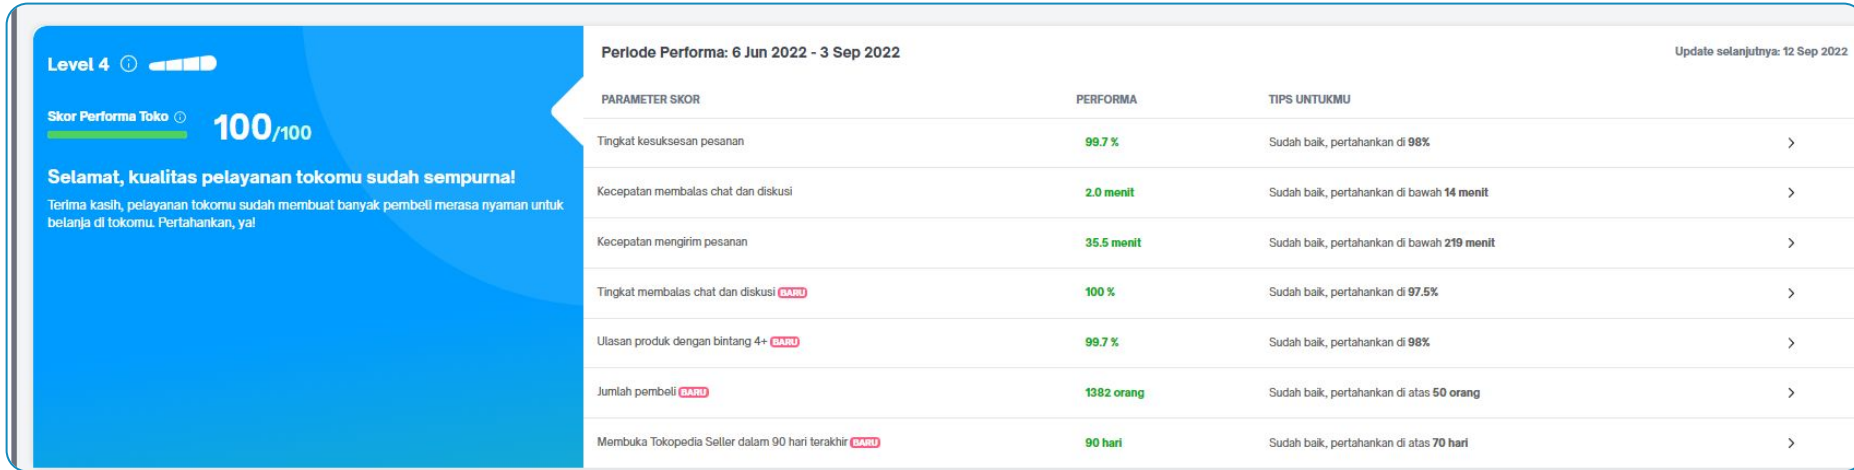 Level 4
Skor Performa Toko 100/100
Selamat, kualitas pelayanan tokomu sudah sempurna!
Terima kasih, pelayanan tokomu sudah membuat banyak pembeli merasa nyaman untuk
belanja di tokomu. Pertahankan, ya!
Periode Performa: 6 Jun 2022 - 3 Sep 2022
Update selanjutnya: 12 Sep 2022
PARAMETER SKOR PERFORMA TIPS UNTUKMU
Tingkat kesuksesan pesanan 99.7 % Sudah baik, pertahankan di 98%
Kecepatan membalas chat dan diskusi 2.0 menit Sudah baik, pertahankan di bawah 14 menit
Kecepatan mengirim pesanan 35.5 menit Sudah baik, pertahankan di bawah 219 menit
Tingkat membalas chat dan diskusi BARU 100 % Sudah baik, pertahankan di 97.5%
Ulasan produk dengan bintang 4+ BARU 99.7 % Sudah baik, pertahankan di 98%
Jumlah pembeli BARU 1382 orang Sudah baik, pertahankan di atas 50 orang
Membuka Tokopedia Seller dalam 90 hari terakhir BARU 90 hari Sudah baik, pertahankan di atas 70 hari